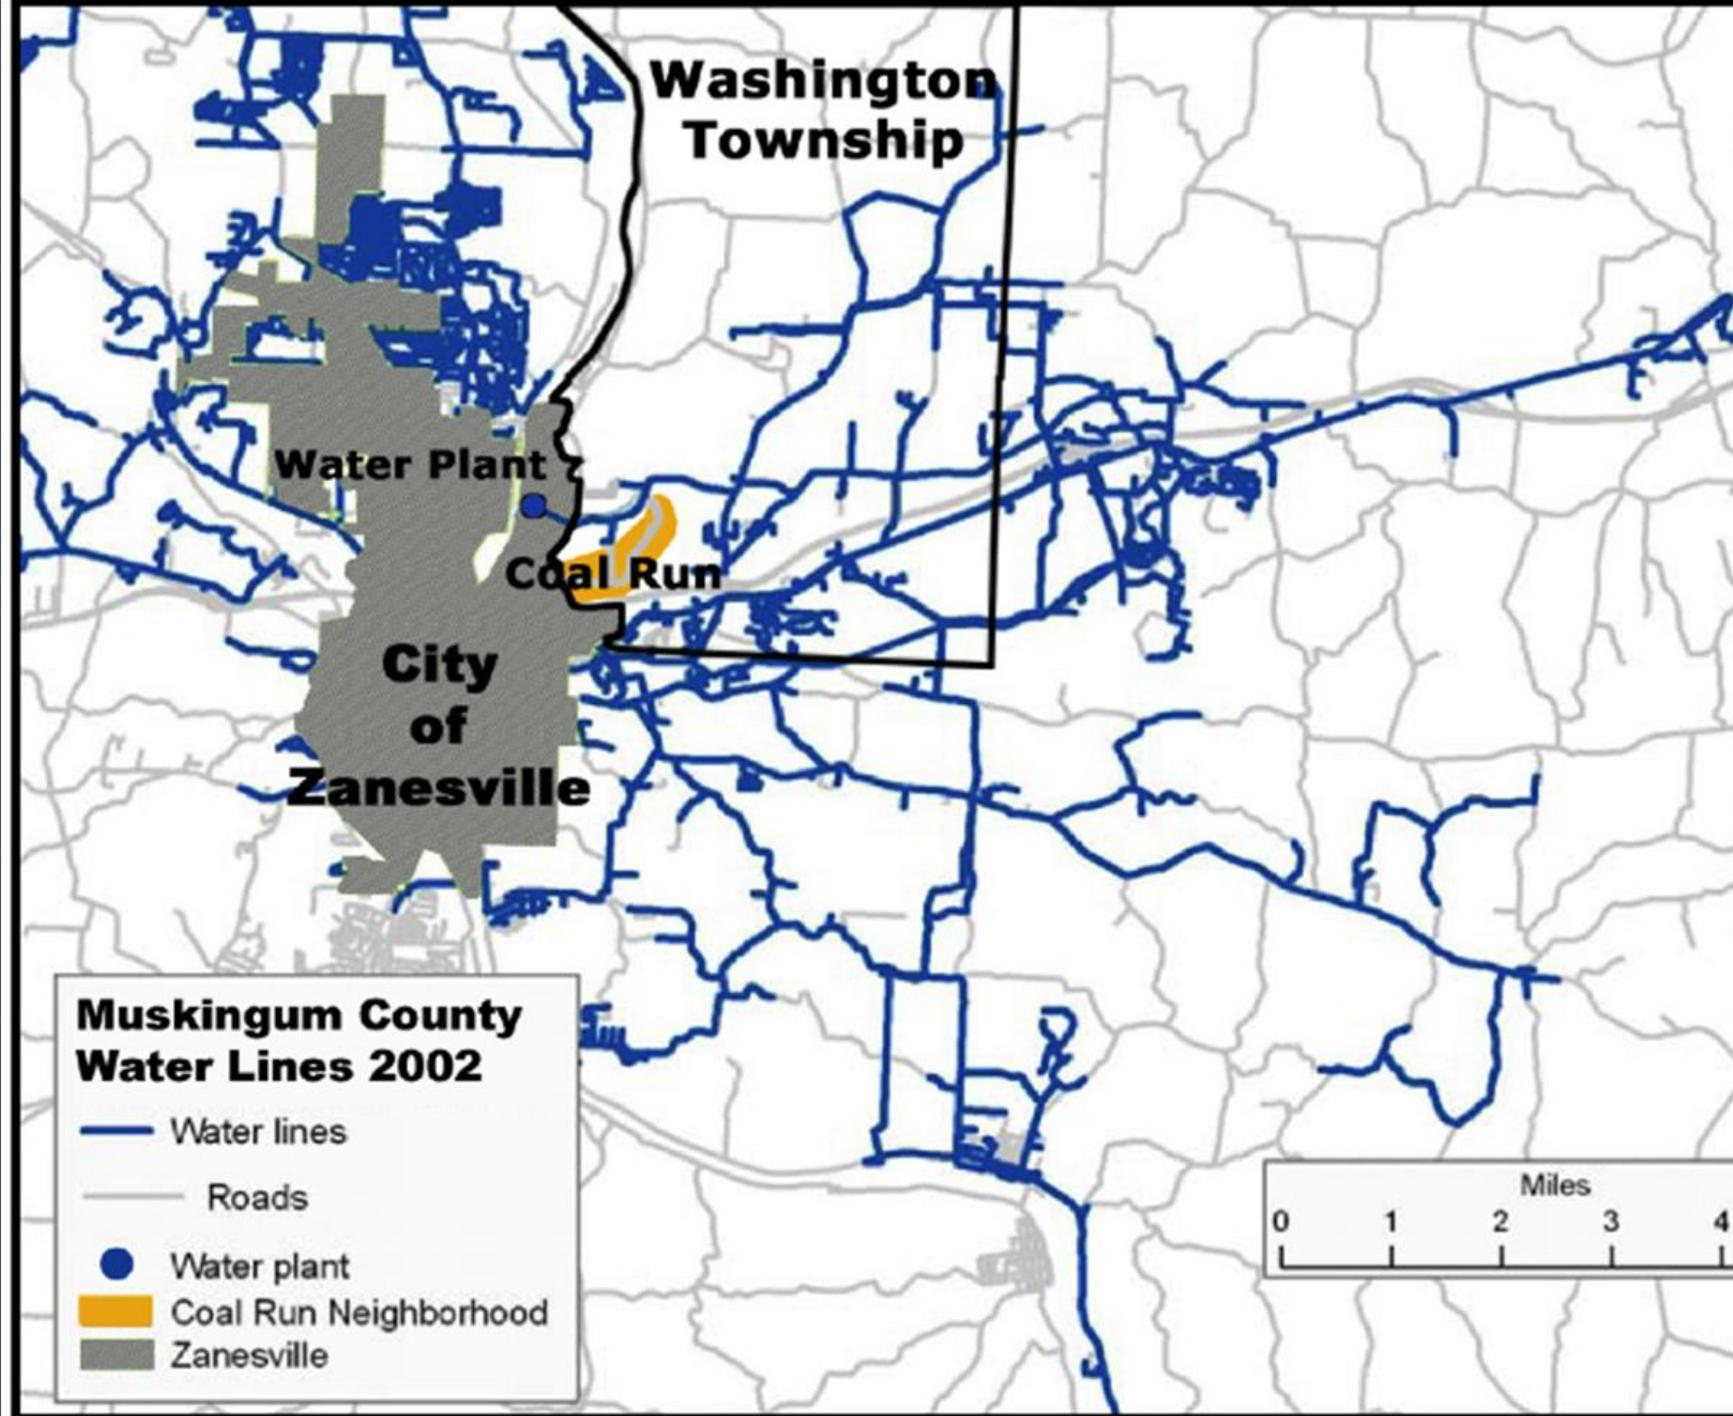 Washington
Township
Water Plant
Coal Run
City
of
Zanesville
Muskingum County
Water Lines 2002
Water lines
Roads
Water plant
Coal Run Neighborhood
Zanesville
Miles
0 1 2 3 4